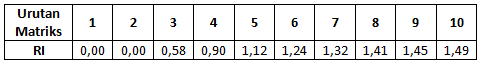 Urutan Matriks 1 2 3 4 5 6 7 8 9 10
RI 0,00 0,00 0,58 0,90 1,12 1,24 1,32 1,41 1,45 1,49